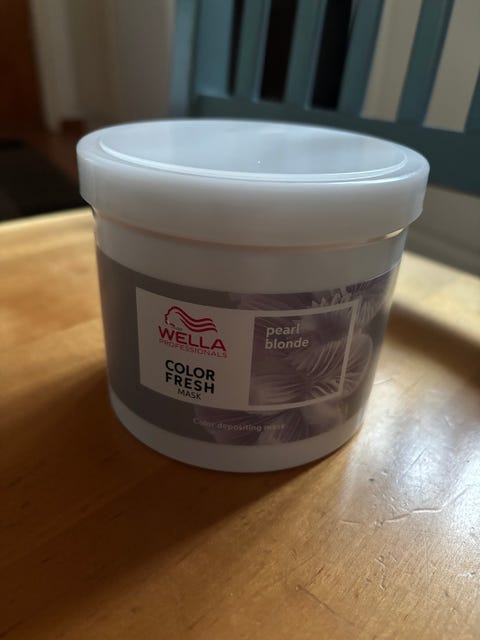 WELLA
PROFESSIONALS
COLOR
FRESH
MASK
pearl
blonde
Color depositing mask